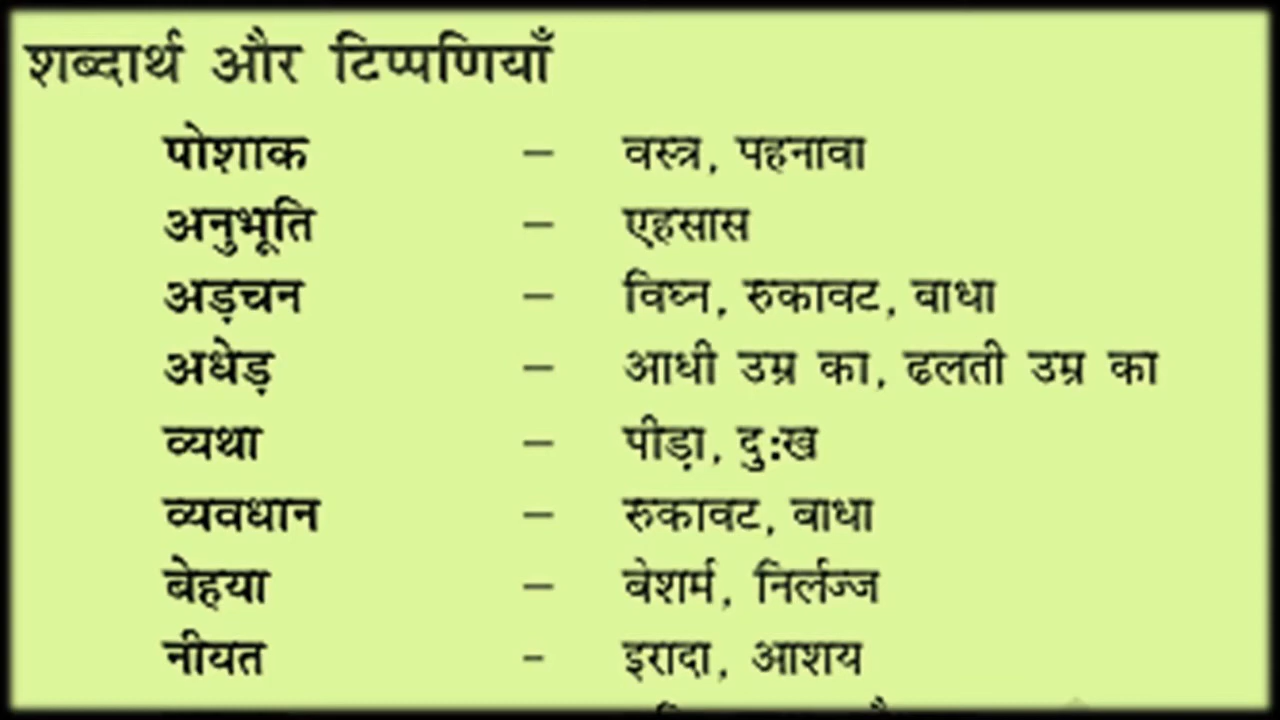 शब्दार्थ और टिप्पणियाँ
पोशाक – वस्त्र, पहनावा
अनुभूति – एहसास
अड़चन – विघ्न, रुकावट, बाधा
अधेड़ – आधी उम्र का, ढलती उम्र का
व्यथा – पीड़ा, दु:ख
व्यवधान – रुकावट, बाधा
बेहया – बेशर्म, निर्लज्ज
नीयत - इरादा, आशय